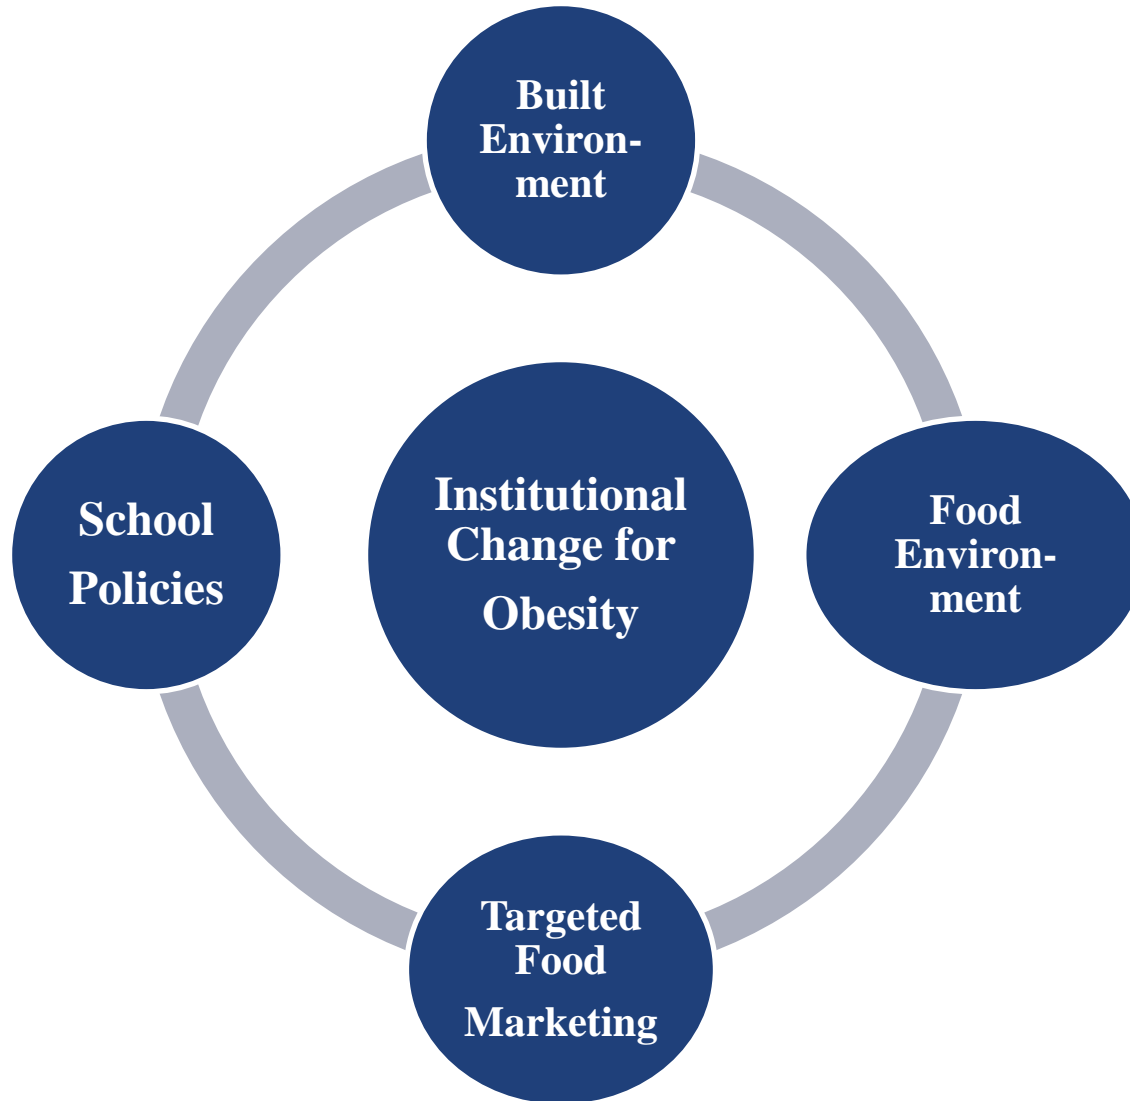 Built
Environ-
ment
School
Policies
Institutional
Change for
Obesity
Food
Environ-
ment
Targeted
Food
Marketing